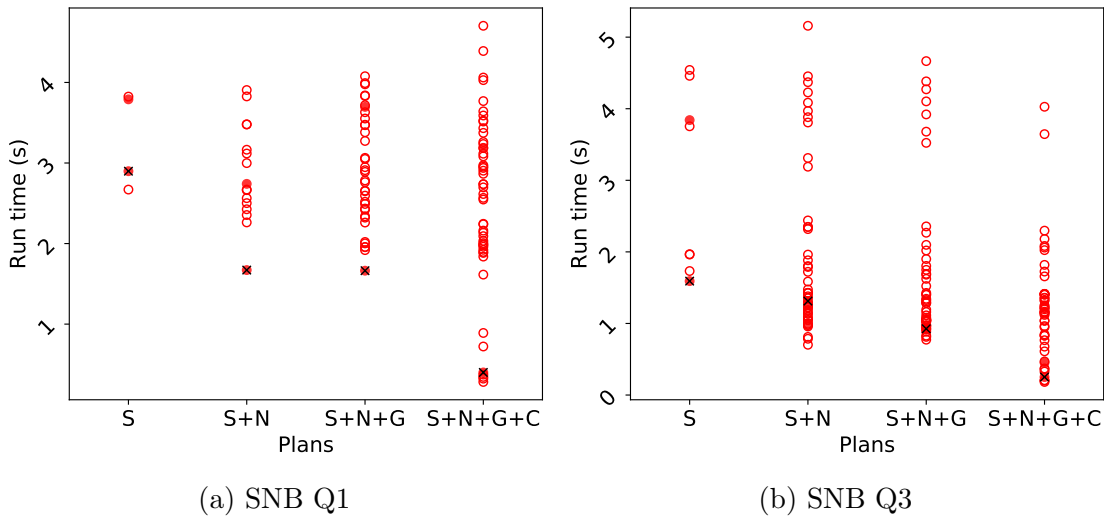 4
3
2
1
Run time (s)
S
S+N
S+N+G
S+N+G+C
Plans
(a) SNB Q1
5
4
3
2
1
0
Run time (s)
S
S+N
S+N+G
S+N+G+C
Plans
(b) SNB Q3